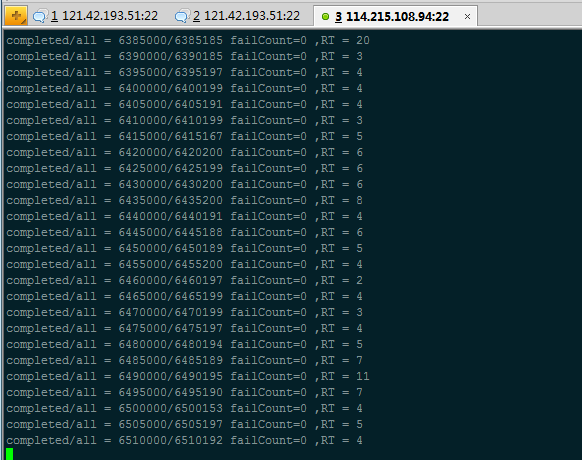 1 121.42.193.51:22 2 121.42.193.51:22 3 114.215.108.94:22 ×
completed/all = 6385000/6385185 failCount=0 ,RT = 20
completed/all = 6390000/6390185 failCount=0 ,RT = 3
completed/all = 6395000/6395197 failCount=0 ,RT = 4
completed/all = 6400000/6400199 failCount=0 ,RT = 4
completed/all = 6405000/6405191 failCount=0 ,RT = 4
completed/all = 6410000/6410199 failCount=0 ,RT = 3
completed/all = 6415000/6415167 failCount=0 ,RT = 5
completed/all = 6420000/6420200 failCount=0 ,RT = 6
completed/all = 6425000/6425199 failCount=0 ,RT = 6
completed/all = 6430000/6430200 failCount=0 ,RT = 6
completed/all = 6435000/6435200 failCount=0 ,RT = 8
completed/all = 6440000/6440191 failCount=0 ,RT = 4
completed/all = 6445000/6445188 failCount=0 ,RT = 6
completed/all = 6450000/6450189 failCount=0 ,RT = 5
completed/all = 6455000/6455200 failCount=0 ,RT = 4
completed/all = 6460000/6460197 failCount=0 ,RT = 2
completed/all = 6465000/6465199 failCount=0 ,RT = 4
completed/all = 6470000/6470199 failCount=0 ,RT = 3
completed/all = 6475000/6475197 failCount=0 ,RT = 4
completed/all = 6480000/6480194 failCount=0 ,RT = 5
completed/all = 6485000/6485189 failCount=0 ,RT = 7
completed/all = 6490000/6490195 failCount=0 ,RT = 11
completed/all = 6495000/6495190 failCount=0 ,RT = 7
completed/all = 6500000/6500153 failCount=0 ,RT = 4
completed/all = 6505000/6505197 failCount=0 ,RT = 5
completed/all = 6510000/6510192 failCount=0 ,RT = 4